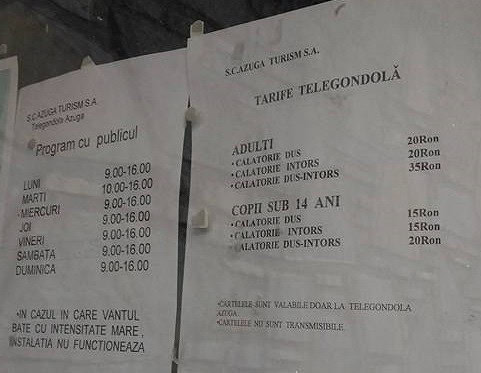 S.C.AZUGA TURISM S.A.
Telegondola Azuga
Program cu publicul
LUNI 9.00-16.00
MARTI 10.00-16.00
MIERCURI 9.00-16.00
JOI 9.00-16.00
VINERI 9.00-16.00
SAMBATA 9.00-16.00
DUMINICA 9.00-16.00
•IN CAZUL IN CARE VANTUL
BATE CU INTENSITATE MARE,
INSTALATIA NU FUNCTIONEAZA
S.C.AZUGA TURISM S.A.
TARIFE TELEGONDOLĂ
ADULTI
•CALATORIE DUS 20Ron
•CALATORIE INTORS 20Ron
•CALATORIE DUS-INTORS 35Ron
COPII SUB 14 ANI
•CALATORIE DUS 15Ron
•CALATORIE INTORS 15Ron
•CALATORIE DUS-INTORS 20Ron
•CARTELELE SUNT VALABILE DOAR LA TELEGONDOLA
AZUGA
•CARTELELE NU SUNT TRANSMISIBILE.